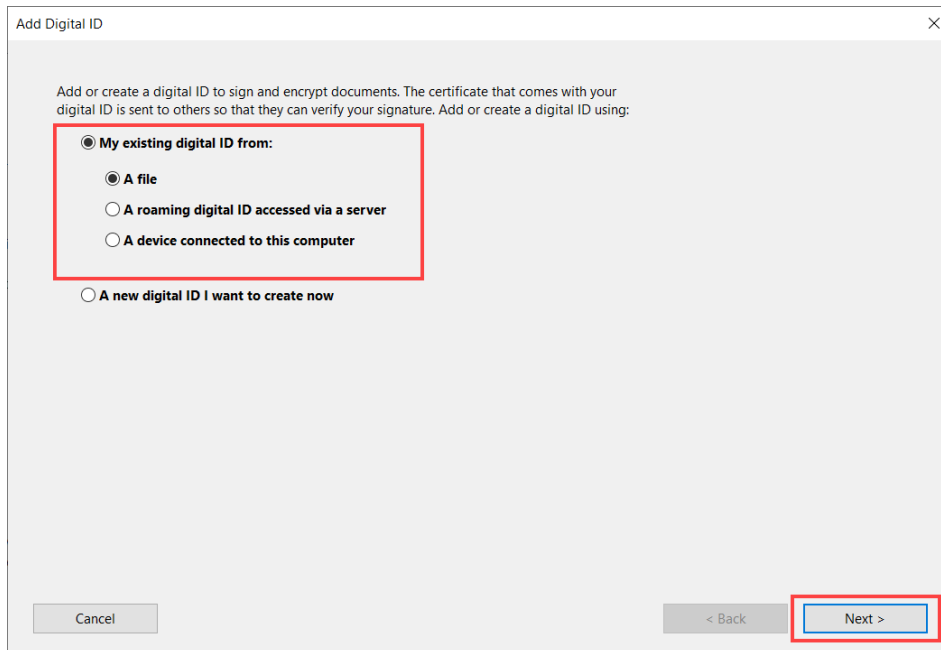 Add Digital ID
Add or create a digital ID to sign and encrypt documents. The certificate that comes with your
digital ID is sent to others so that they can verify your signature. Add or create a digital ID using:
My existing digital ID from:
A file
A roaming digital ID accessed via a server
A device connected to this computer
A new digital ID I want to create now
Cancel
< Back
Next >